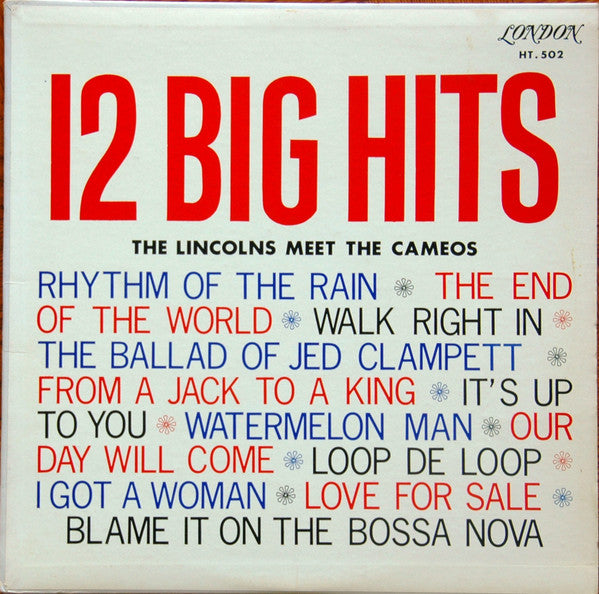 LONDON
HT. 502
12 BIG HITS
THE LINCOLNS MEET THE CAMEOS
RHYTHM OF THE RAIN THE END
OF THE WORLD WALK RIGHT IN
THE BALLAD OF JED CLAMPETT
FROM A JACK TO A KING IT'S UP
TO YOU WATERMELON MAN OUR
DAY WILL COME LOOP DE LOOP
I GOT A WOMAN LOVE FOR SALE
BLAME IT ON THE BOSSA NOVA